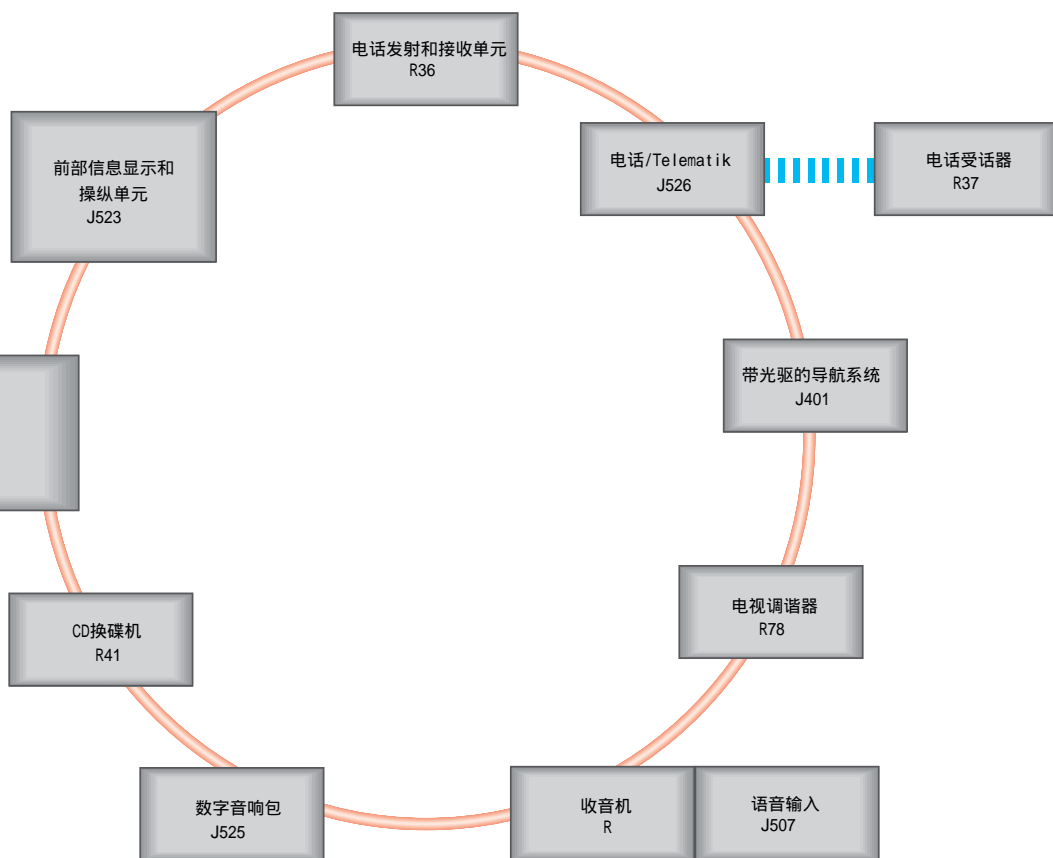 电话发射和接收单元
R36
前部信息显示和
操纵单元
J523
电话/Telematik
J526
电话受话器
R37
带光驱的导航系统
J401
电视调谐器
R78
CD换碟机
R41
数字音响包
J525
收音机
R
语音输入
J507